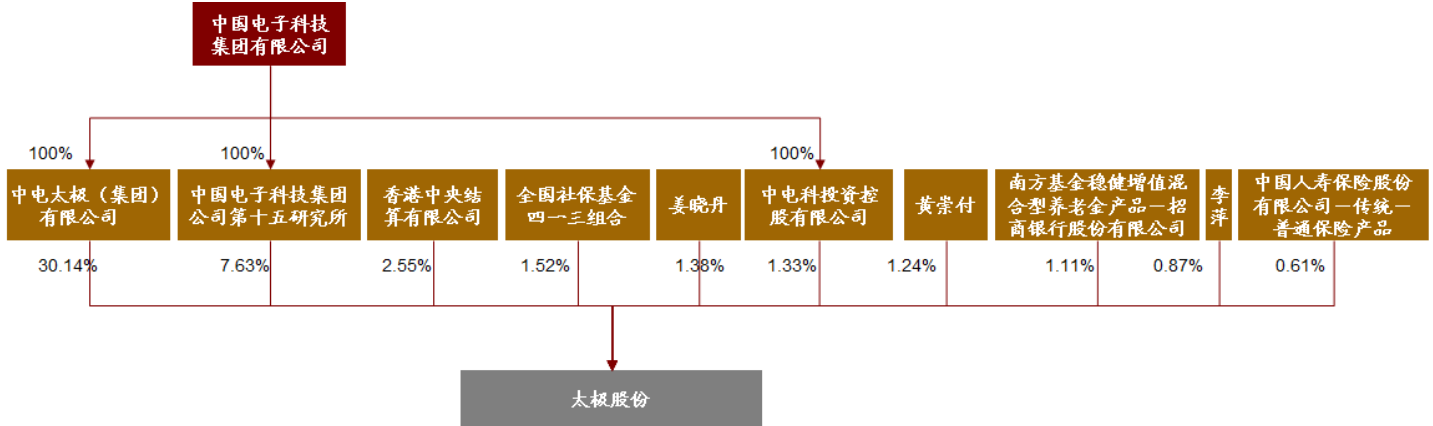 中国电子科技
集团有限公司
100%
100%
100%
中电太极（集团）
有限公司
中国电子科技集团
公司第十五研究所
香港中央结
算有限公司
全国社保基金
四一三组合
姜晓丹
中电科投资控
股有限公司
黄崇付
南方基金稳健增值混
合型养老金产品－招
商银行股份有限公司
李
萍
中国人寿保险股份
有限公司－传统－
普通保险产品
30.14%
7.63%
2.55%
1.52%
1.38%
1.33%
1.24%
1.11%
0.87%
0.61%
太极股份